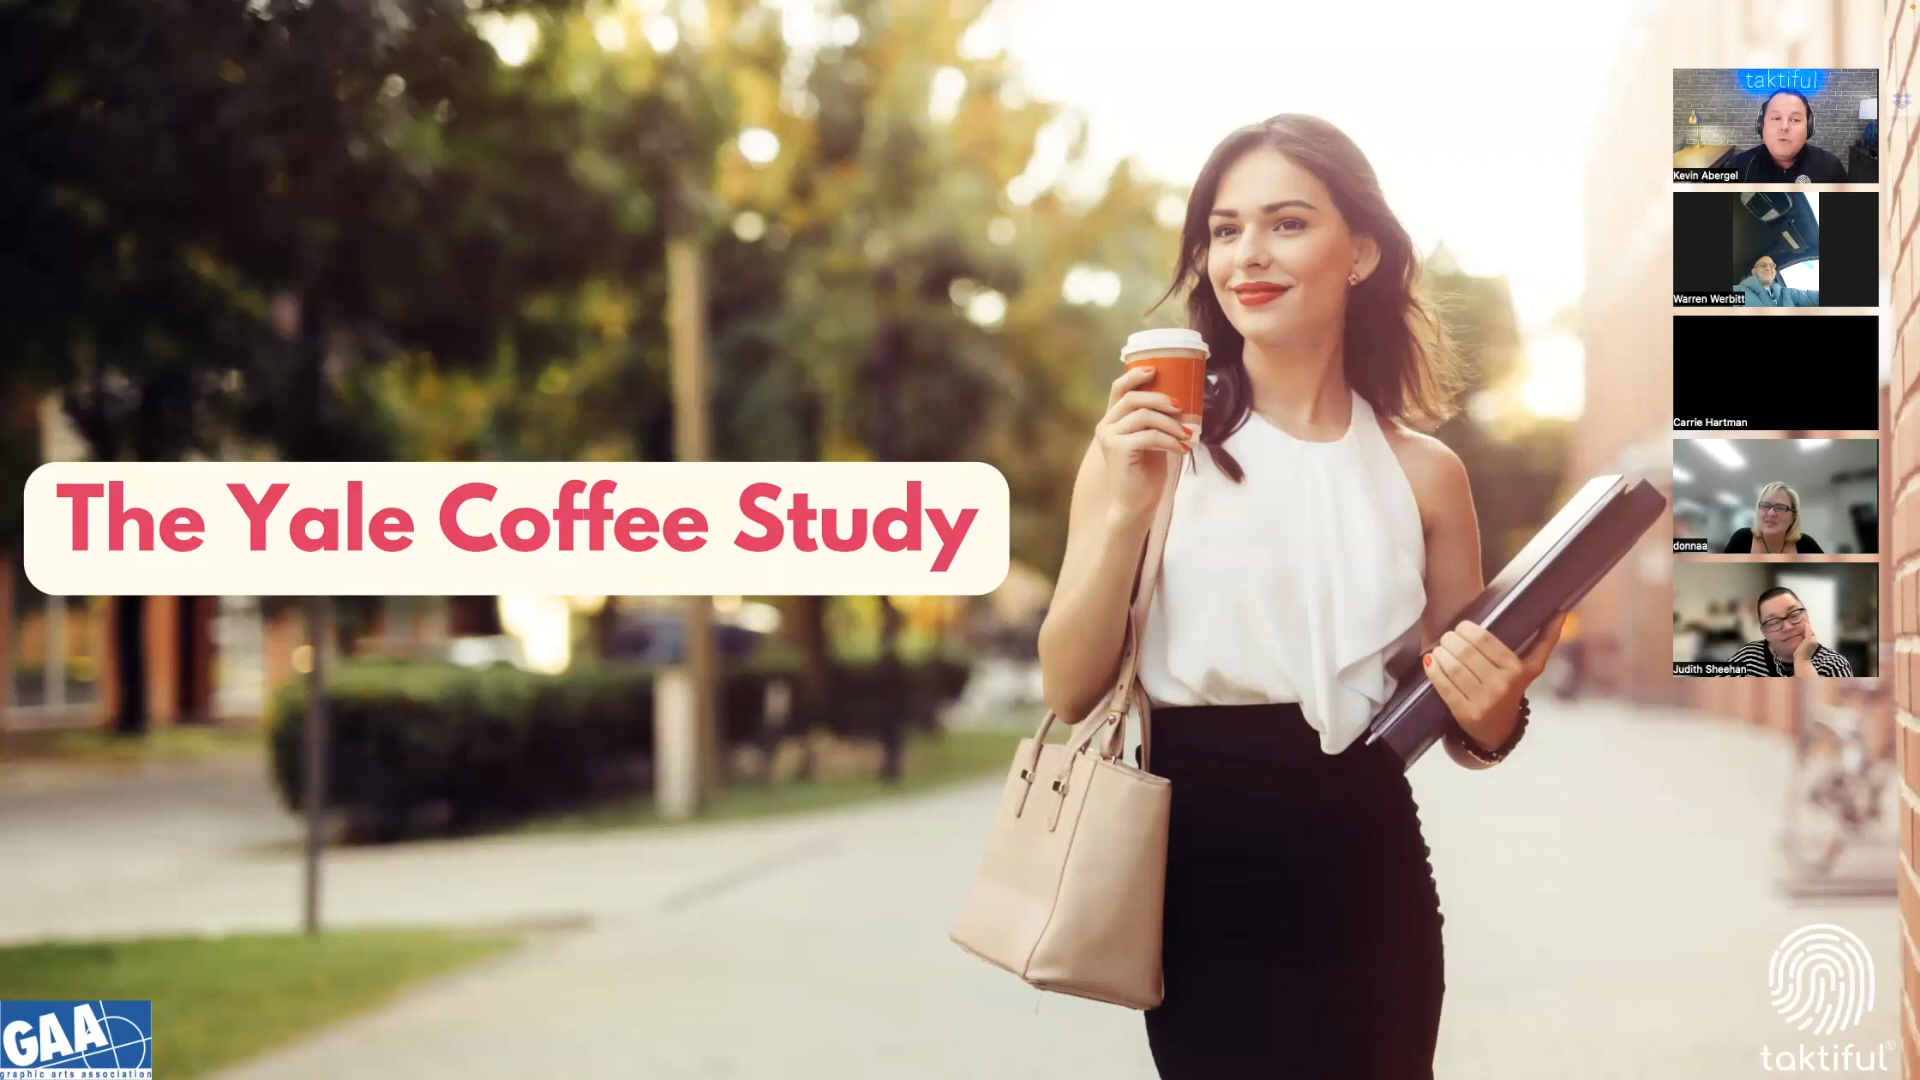 The Yale Coffee Study
taktiful
Kevin Abergel
Warren Werbitt
Carrie Hartman
donnaa
Judith Sheehan
GAA
graphic arts association
taktiful®